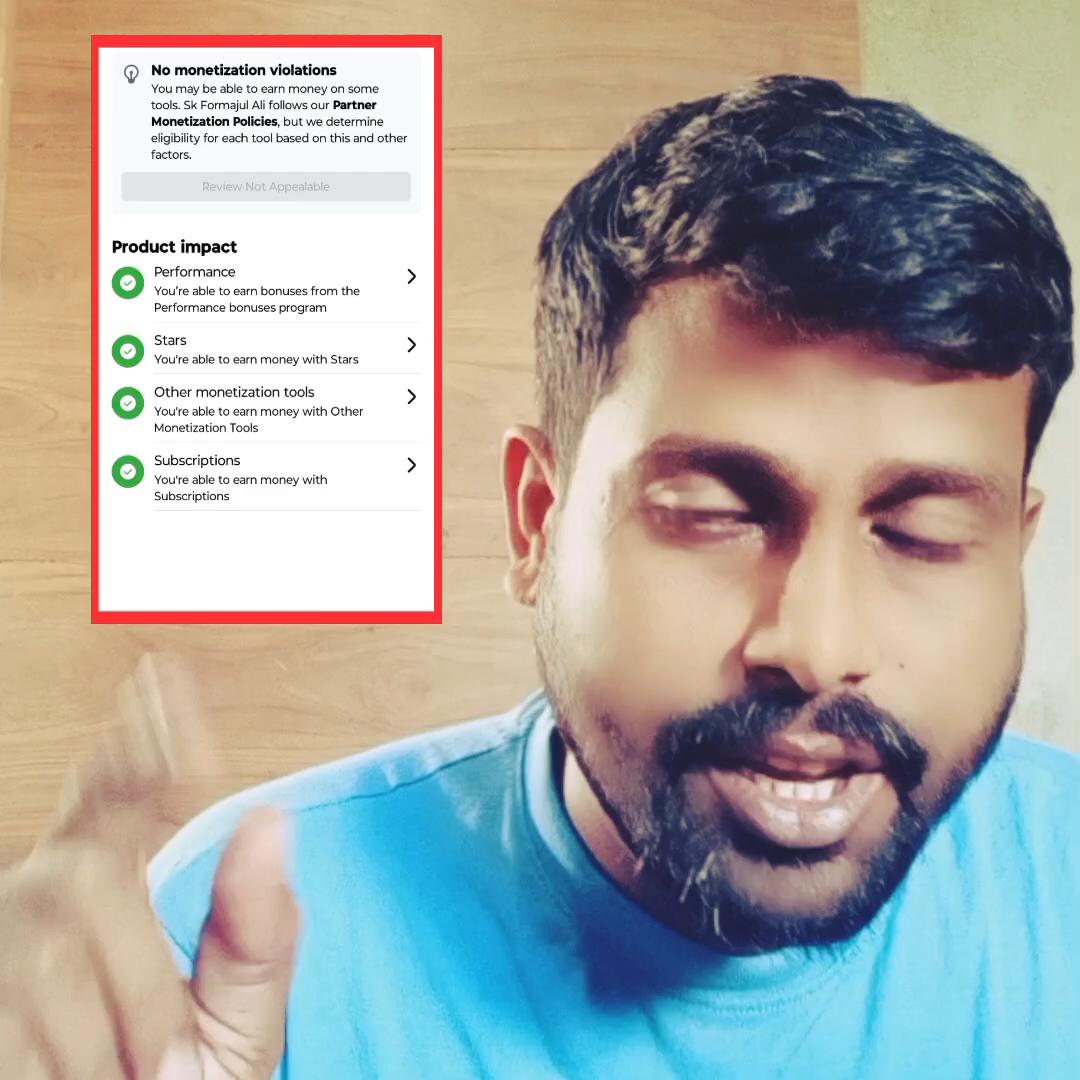 No monetization violations
You may be able to earn money on some
tools. Sk Formajul Ali follows our Partner
Monetization Policies, but we determine
eligibility for each tool based on this and other
factors.
Review Not Appealable
Product impact
Performance
You're able to earn bonuses from the
Performance bonuses program
Stars
You're able to earn money with Stars
Other monetization tools
You're able to earn money with Other
Monetization Tools
Subscriptions
You're able to earn money with
Subscriptions